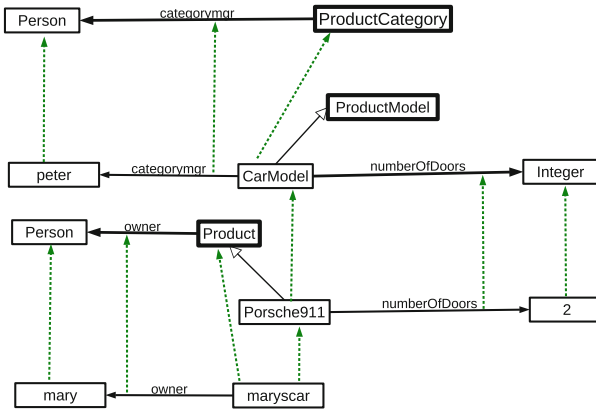 categorymgr
Person
ProductCategory
ProductModel
categorymgr
numberOfDoors
peter
CarModel
Integer
owner
Person
Product
numberOfDoors
Porsche911
2
owner
mary
maryscar